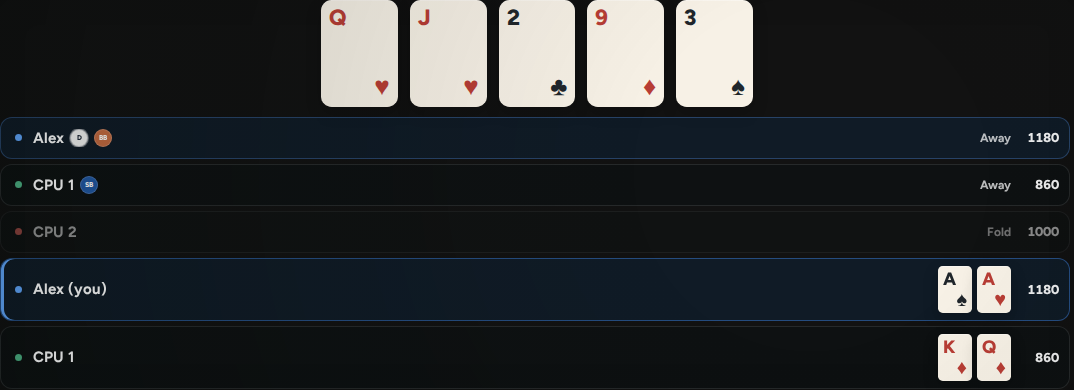 Q J 2 9 3
Alex D BB Away 1180
CPU 1 SB Away 860
CPU 2 Fold 1000
Alex (you) A A 1180
CPU 1 K Q 860